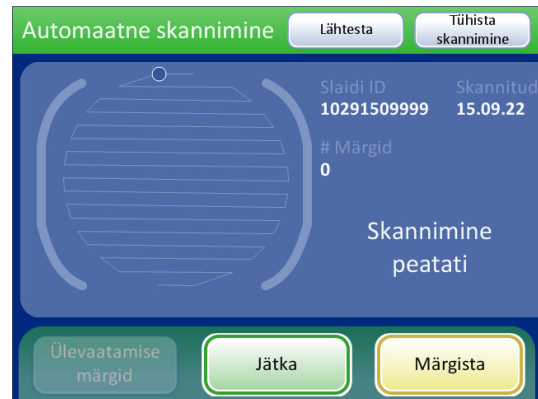 Automaatne skannimine
Lähtesta
Tühista
skannimine
Slaidi ID
Skannitud
10291509999
15.09.22
# Märgid
0
Skannimine
peatati
Ülevaatamise
märgid
Jätka
Märgista